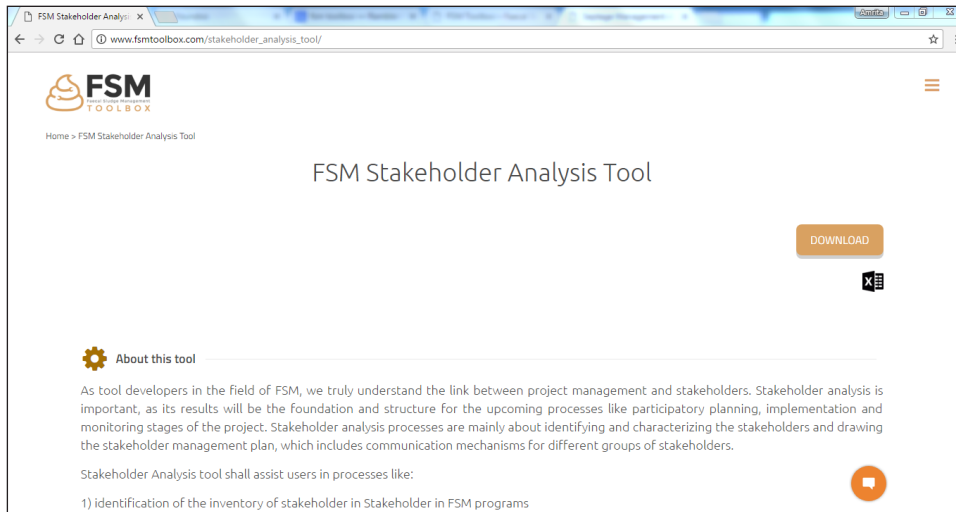 FSM Stakeholder Analysi
Amrita
www.fsmtoolbox.com/stakeholder_analysis_tool/
FSM
Faecal Sludge Management
TOOLBOX
Home > FSM Stakeholder Analysis Tool
FSM Stakeholder Analysis Tool
DOWNLOAD
About this tool
As tool developers in the field of FSM, we truly understand the link between project management and stakeholders. Stakeholder analysis is
important, as its results will be the foundation and structure for the upcoming processes like participatory planning, implementation and
monitoring stages of the project. Stakeholder analysis processes are mainly about identifying and characterizing the stakeholders and drawing
the stakeholder management plan, which includes communication mechanisms for different groups of stakeholders.
Stakeholder Analysis tool shall assist users in processes like:
1) identification of the inventory of stakeholder in Stakeholder in FSM programs